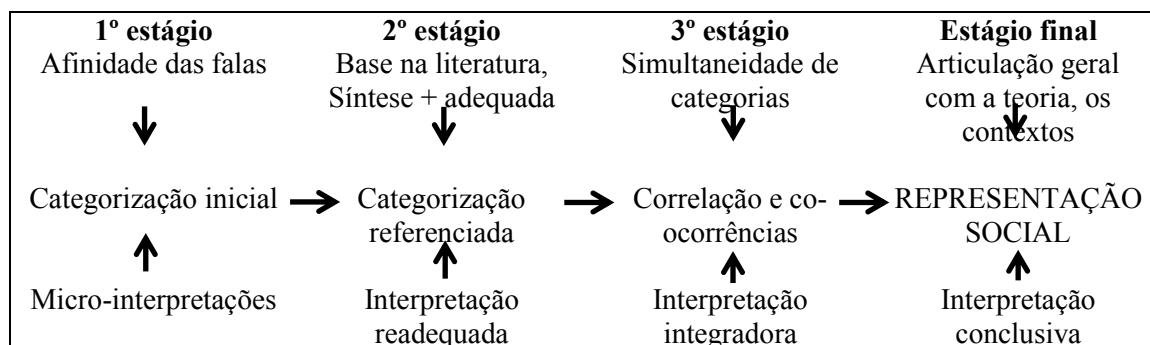 1º estágio
Afinidade das falas
2º estágio
Base na literatura,
Síntese + adequada
3º estágio
Simultaneidade de
categorias
Estágio final
Articulação geral
com a teoria, os
contextos
Categorização inicial
Categorização
referenciada
Correlação e co-
ocorrências
REPRESENTAÇÃO
SOCIAL
Micro-interpretações
Interpretação
readequada
Interpretação
integradora
Interpretação
conclusiva